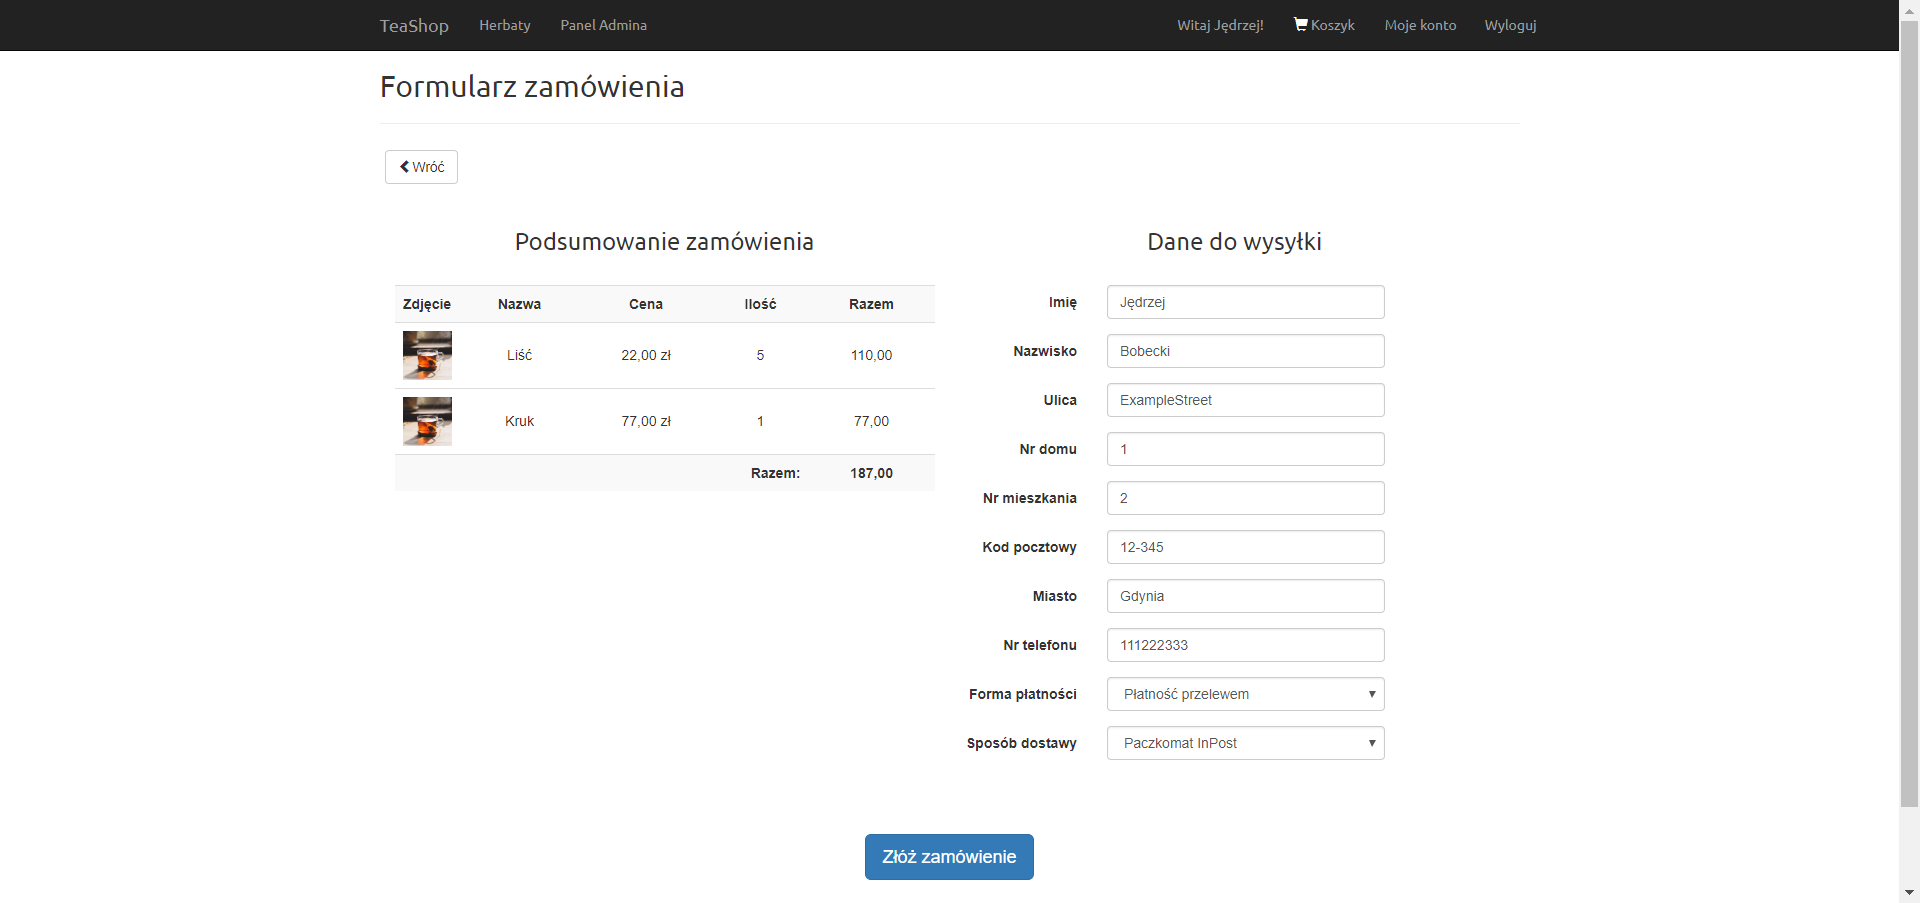 TeaShop Herbaty Panel Admina Witaj Jędrzej! Koszyk Moje konto Wyloguj
Formularz zamówienia
Wróć
Podsumowanie zamówienia
Zdjęcie Nazwa Cena Ilość Razem
Liść 22,00 zł 5 110,00
Kruk 77,00 zł 1 77,00
Razem: 187,00
Dane do wysyłki
Imię Jędrzej
Nazwisko Bobecki
Ulica ExampleStreet
Nr domu 1
Nr mieszkania 2
Kod pocztowy 12-345
Miasto Gdynia
Nr telefonu 111222333
Forma płatności Płatność przelewem
Sposób dostawy Paczkomat InPost
Złóż zamówienie